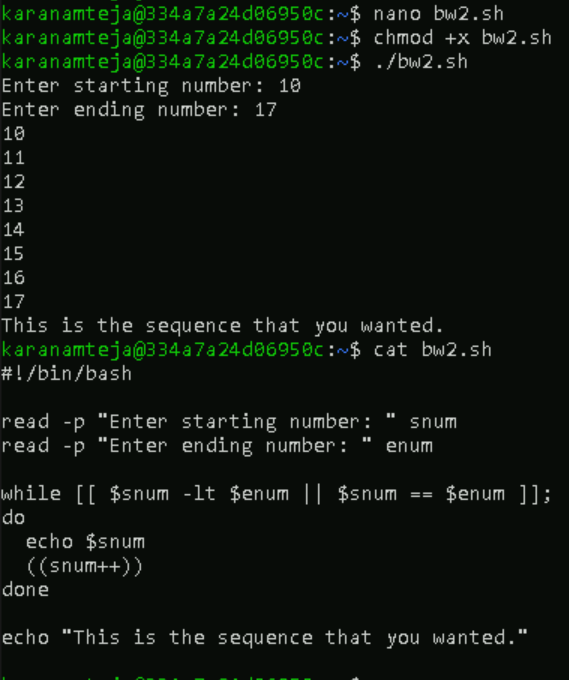 karanamteja@334a7a24d06950c:~$ nano bw2.sh
karanamteja@334a7a24d06950c:~$ chmod +x bw2.sh
karanamteja@334a7a24d06950c:~$ ./bw2.sh
Enter starting number: 10
Enter ending number: 17
10
11
12
13
14
15
16
17
This is the sequence that you wanted.
karanamteja@334a7a24d06950c:~$ cat bw2.sh
#!/bin/bash

read -p "Enter starting number: " snum
read -p "Enter ending number: " enum

while [[ $snum -lt $enum || $snum == $enum ]];
do
  echo $snum
  ((snum++))
done

echo "This is the sequence that you wanted."